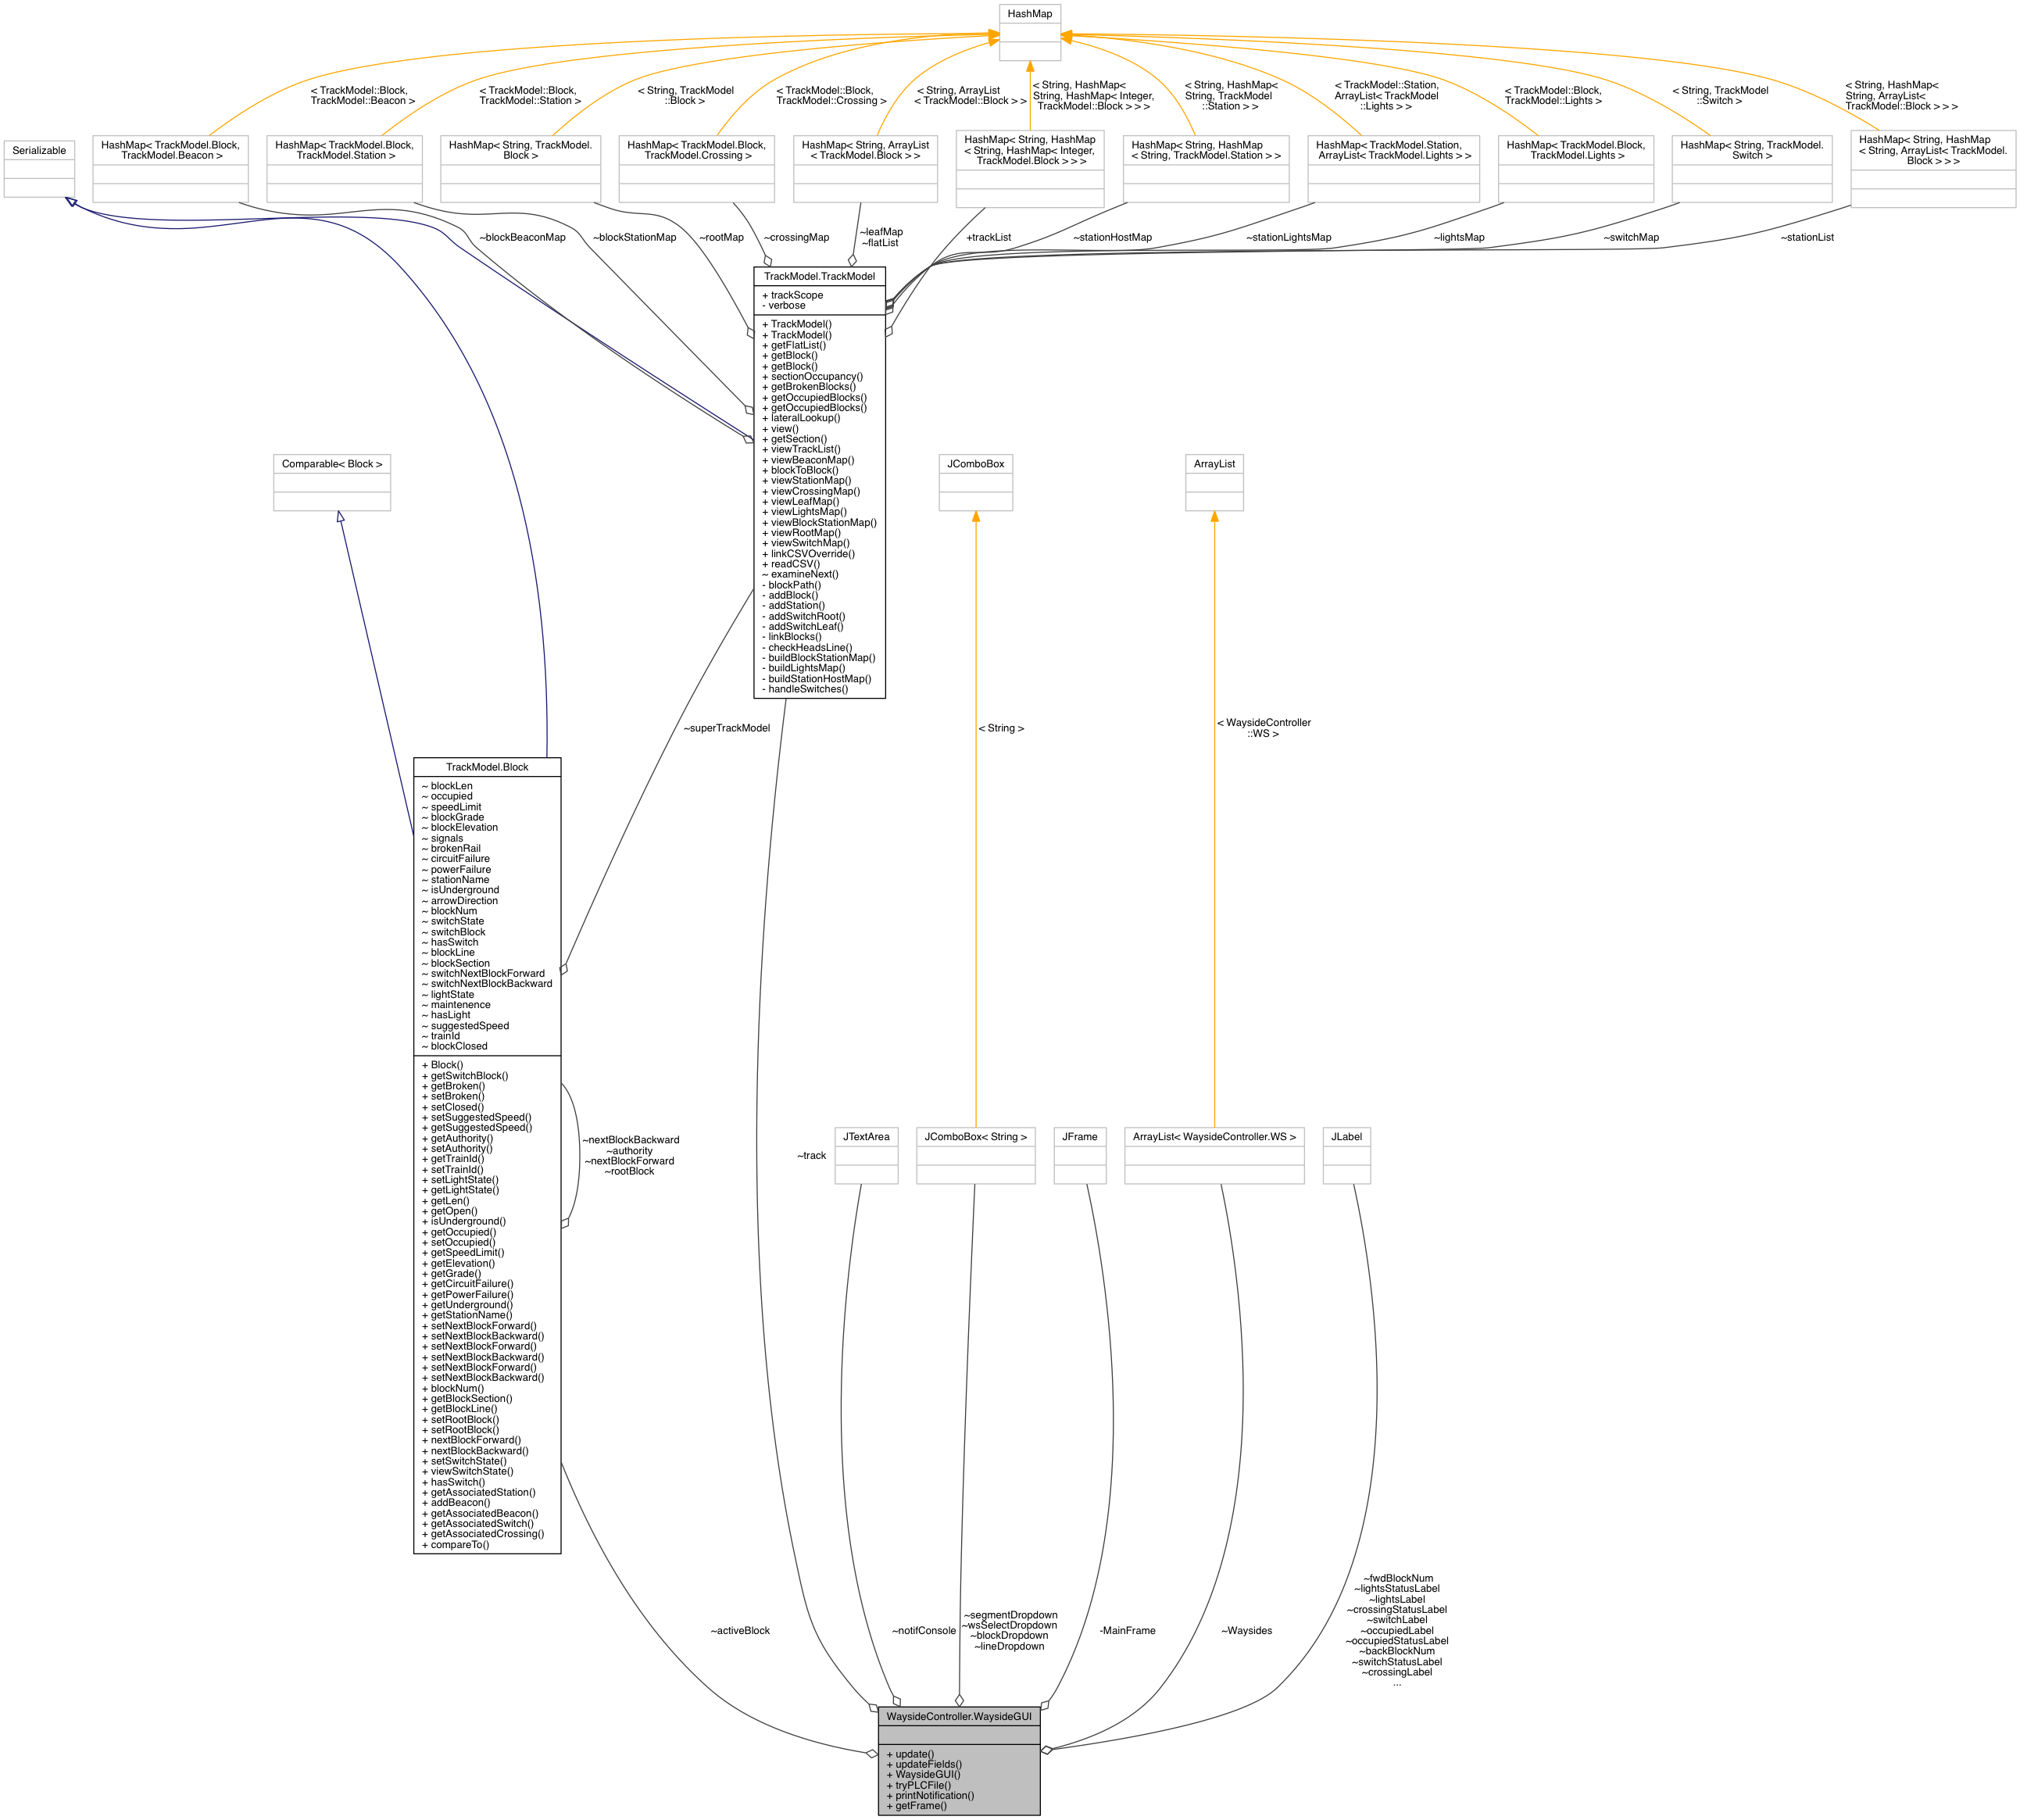 HashMap
< TrackModel::Block,
TrackModel::Beacon >
< TrackModel::Block,
TrackModel::Station >
< String, TrackModel
::Block >
< TrackModel::Block,
TrackModel::Crossing >
< String, ArrayList
< TrackModel::Block > >
< String, HashMap<
String, HashMap< Integer,
TrackModel::Block > > >
< String, HashMap<
String, TrackModel
::Station > >
< TrackModel::Station,
ArrayList< TrackModel
::Lights > >
< TrackModel::Block,
TrackModel::Lights >
< String, TrackModel
::Switch >
< String, HashMap<
String, ArrayList<
TrackModel::Block > > >
Serializable
HashMap< TrackModel.Block,
TrackModel.Beacon >
HashMap< TrackModel.Block,
TrackModel.Station >
HashMap< String, TrackModel.
Block >
HashMap< TrackModel.Block,
TrackModel.Crossing >
HashMap< String, ArrayList
< TrackModel.Block > >
HashMap< String, HashMap
< String, HashMap< Integer,
TrackModel.Block > > >
HashMap< String, HashMap
< String, TrackModel.Station > >
HashMap< TrackModel.Station,
ArrayList< TrackModel.Lights > >
HashMap< TrackModel.Block,
TrackModel.Lights >
HashMap< String, TrackModel.
Switch >
HashMap< String, HashMap
< String, ArrayList< TrackModel.
Block > > >
~blockBeaconMap
~blockStationMap
~rootMap
~crossingMap
~leafMap
~flatList
+trackList
~stationHostMap
~stationLightsMap
~lightsMap
~switchMap
~stationList
TrackModel.TrackModel
+ trackScope
- verbose
+ TrackModel()
+ TrackModel()
+ getFlatList()
+ getBlock()
+ getBlock()
+ sectionOccupancy()
+ getBrokenBlocks()
+ getOccupiedBlocks()
+ getOccupiedBlocks()
+ lateralLookup()
+ view()
+ getSection()
+ viewTrackList()
+ viewBeaconMap()
+ blockToBlock()
+ viewStationMap()
+ viewCrossingMap()
+ viewLeafMap()
+ viewLightsMap()
+ viewBlockStationMap()
+ viewRootMap()
+ viewSwitchMap()
+ linkCSVOverride()
+ readCSV()
~ examineNext()
- blockPath()
- addBlock()
- addStation()
- addSwitchRoot()
- addSwitchLeaf()
- linkBlocks()
- checkHeadsLine()
- buildBlockStationMap()
- buildLightsMap()
- buildStationHostMap()
- handleSwitches()
Comparable< Block >
JComboBox
ArrayList
~superTrackModel
< String >
< WaysideController
::WS >
TrackModel.Block
~ blockLen
~ occupied
~ speedLimit
~ blockGrade
~ blockElevation
~ signals
~ brokenRail
~ circuitFailure
~ powerFailure
~ stationName
~ isUnderground
~ arrowDirection
~ blockNum
~ switchState
~ switchBlock
~ hasSwitch
~ blockLine
~ blockSection
~ switchNextBlockForward
~ switchNextBlockBackward
~ lightState
~ maintenence
~ hasLight
~ suggestedSpeed
~ trainId
~ blockClosed
+ Block()
+ getSwitchBlock()
+ getBroken()
+ setBroken()
+ setClosed()
+ setSuggestedSpeed()
+ getSuggestedSpeed()
+ getAuthority()
+ setAuthority()
+ getTrainId()
+ setTrainId()
+ setLightState()
+ getLightState()
+ getLen()
+ getOpen()
+ isUnderground()
+ getOccupied()
+ setOccupied()
+ getSpeedLimit()
+ getElevation()
+ getGrade()
+ getCircuitFailure()
+ getPowerFailure()
+ getUnderground()
+ getStationName()
+ setNextBlockForward()
+ setNextBlockBackward()
+ setNextBlockForward()
+ setNextBlockBackward()
+ setNextBlockForward()
+ setNextBlockBackward()
+ blockNum()
+ getBlockSection()
+ getBlockLine()
+ setRootBlock()
+ setRootBlock()
+ nextBlockForward()
+ nextBlockBackward()
+ setSwitchState()
+ viewSwitchState()
+ hasSwitch()
+ getAssociatedStation()
+ addBeacon()
+ getAssociatedBeacon()
+ getAssociatedSwitch()
+ getAssociatedCrossing()
+ compareTo()
~nextBlockBackward
~authority
~nextBlockForward
~rootBlock
~track
JTextArea
JComboBox< String >
JFrame
ArrayList< WaysideController.WS >
JLabel
~activeBlock
~notifConsole
~segmentDropdown
~wsSelectDropdown
~blockDropdown
~lineDropdown
-MainFrame
~Waysides
~fwdBlockNum
~lightsStatusLabel
~lightsLabel
~crossingStatusLabel
~switchLabel
~occupiedLabel
~occupiedStatusLabel
~backBlockNum
~switchStatusLabel
~crossingLabel
...
WaysideController.WaysideGUI
+ update()
+ updateFields()
+ WaysideGUI()
+ tryPLCFile()
+ printNotification()
+ getFrame()